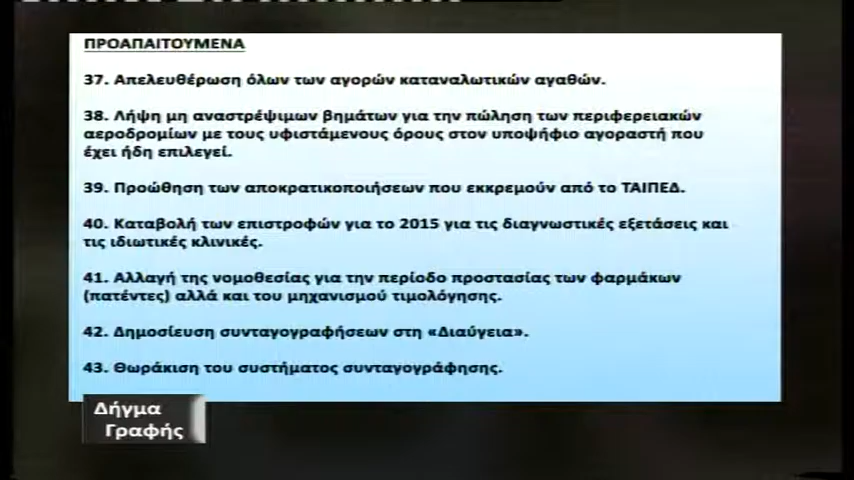 ΠΡΟΑΠΑΙΤΟΥΜΕΝΑ
37. Απελευθέρωση όλων των αγορών καταναλωτικών αγαθών.
38. Λήψη μη αναστρέψιμων βημάτων για την πώληση των περιφερειακών
αεροδρομίων με τους υφιστάμενους όρους στον υποψήφιο αγοραστή που
έχει ήδη επιλεγεί.
39. Προώθηση των αποκρατικοποιήσεων που εκκρεμούν από το ΤΑΙΠΕΔ.
40. Καταβολή των επιστροφών για το 2015 για τις διαγνωστικές εξετάσεις και
τις ιδιωτικές κλινικές.
41. Αλλαγή της νομοθεσίας για την περίοδο προστασίας των φαρμάκων
(πατέντες) αλλά και του μηχανισμού τιμολόγησης.
42. Δημοσίευση συνταγογραφήσεων στη «Διαύγεια».
43. Θωράκιση του συστήματος συνταγογράφησης.
Δήγμα
Γραφής